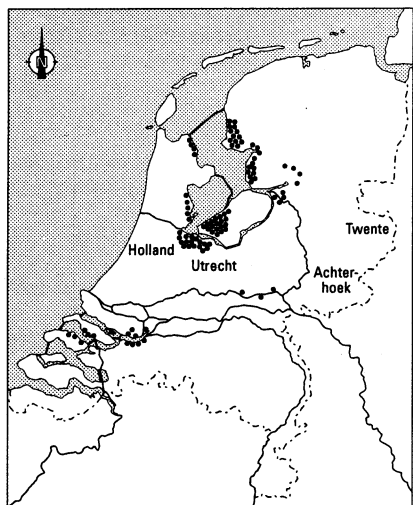 N
Twente
Holland
Utrecht
Achter-
hoek